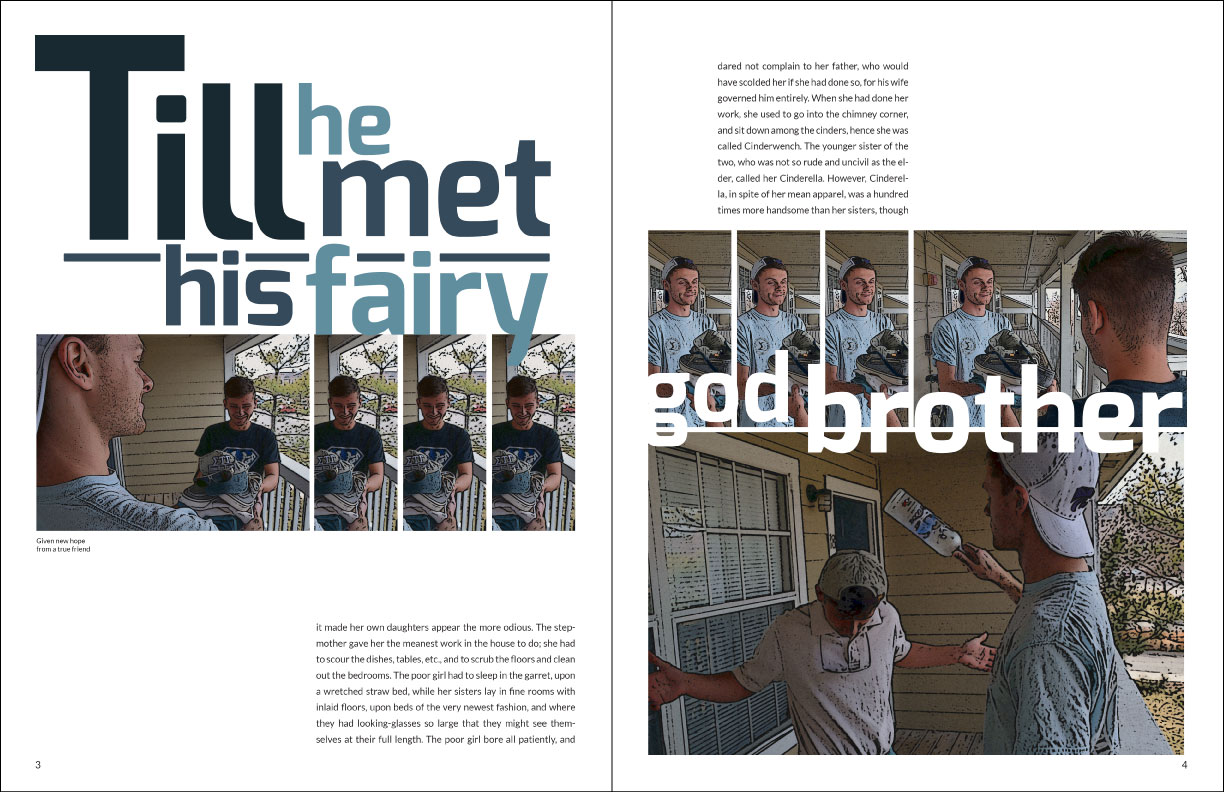 Till he
met
his fairy
Given new hope
from a true friend
it made her own daughters appear the more odious. The step-
mother gave her the meanest work in the house to do; she had
to scour the dishes, tables, etc., and to scrub the floors and clean
out the bedrooms. The poor girl had to sleep in the garret, upon
a wretched straw bed, while her sisters lay in fine rooms with
inlaid floors, upon beds of the very newest fashion, and where
they had looking-glasses so large that they might see them-
selves at their full length. The poor girl bore all patiently, and
3
dared not complain to her father, who would
have scolded her if she had done so, for his wife
governed him entirely. When she had done her
work, she used to go into the chimney corner,
and sit down among the cinders, hence she was
called Cinderwench. The younger sister of the
two, who was not so rude and uncivil as the el-
der, called her Cinderella. However, Cinderel-
la, in spite of her mean apparel, was a hundred
times more handsome than her sisters, though
god brother
4